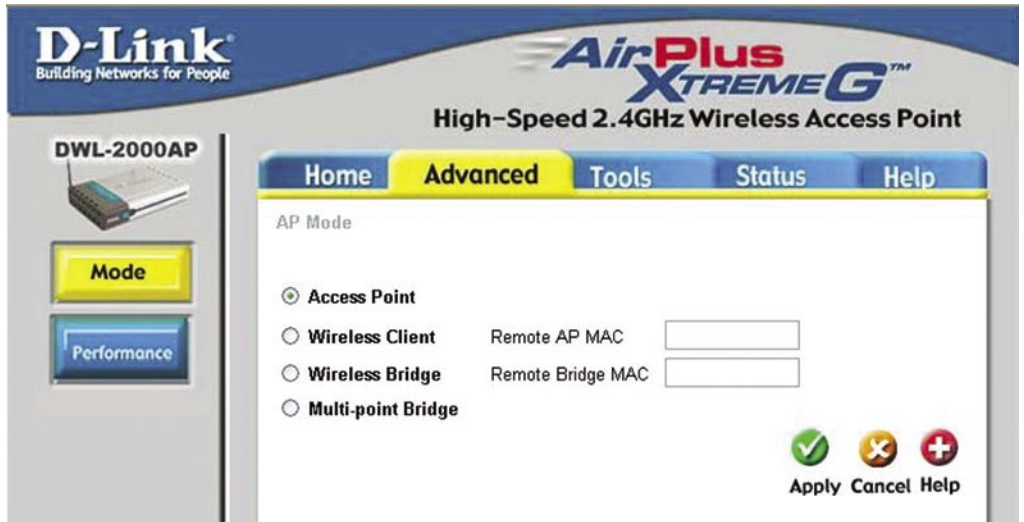 D-Link
Building Networks for People
AirPlus
XTREME G™
High-Speed 2.4GHz Wireless Access Point
DWL-2000AP
Home Advanced Tools Status Help
Mode
Performance
AP Mode
Access Point
Wireless Client Remote AP MAC
Wireless Bridge Remote Bridge MAC
Multi-point Bridge
Apply Cancel Help